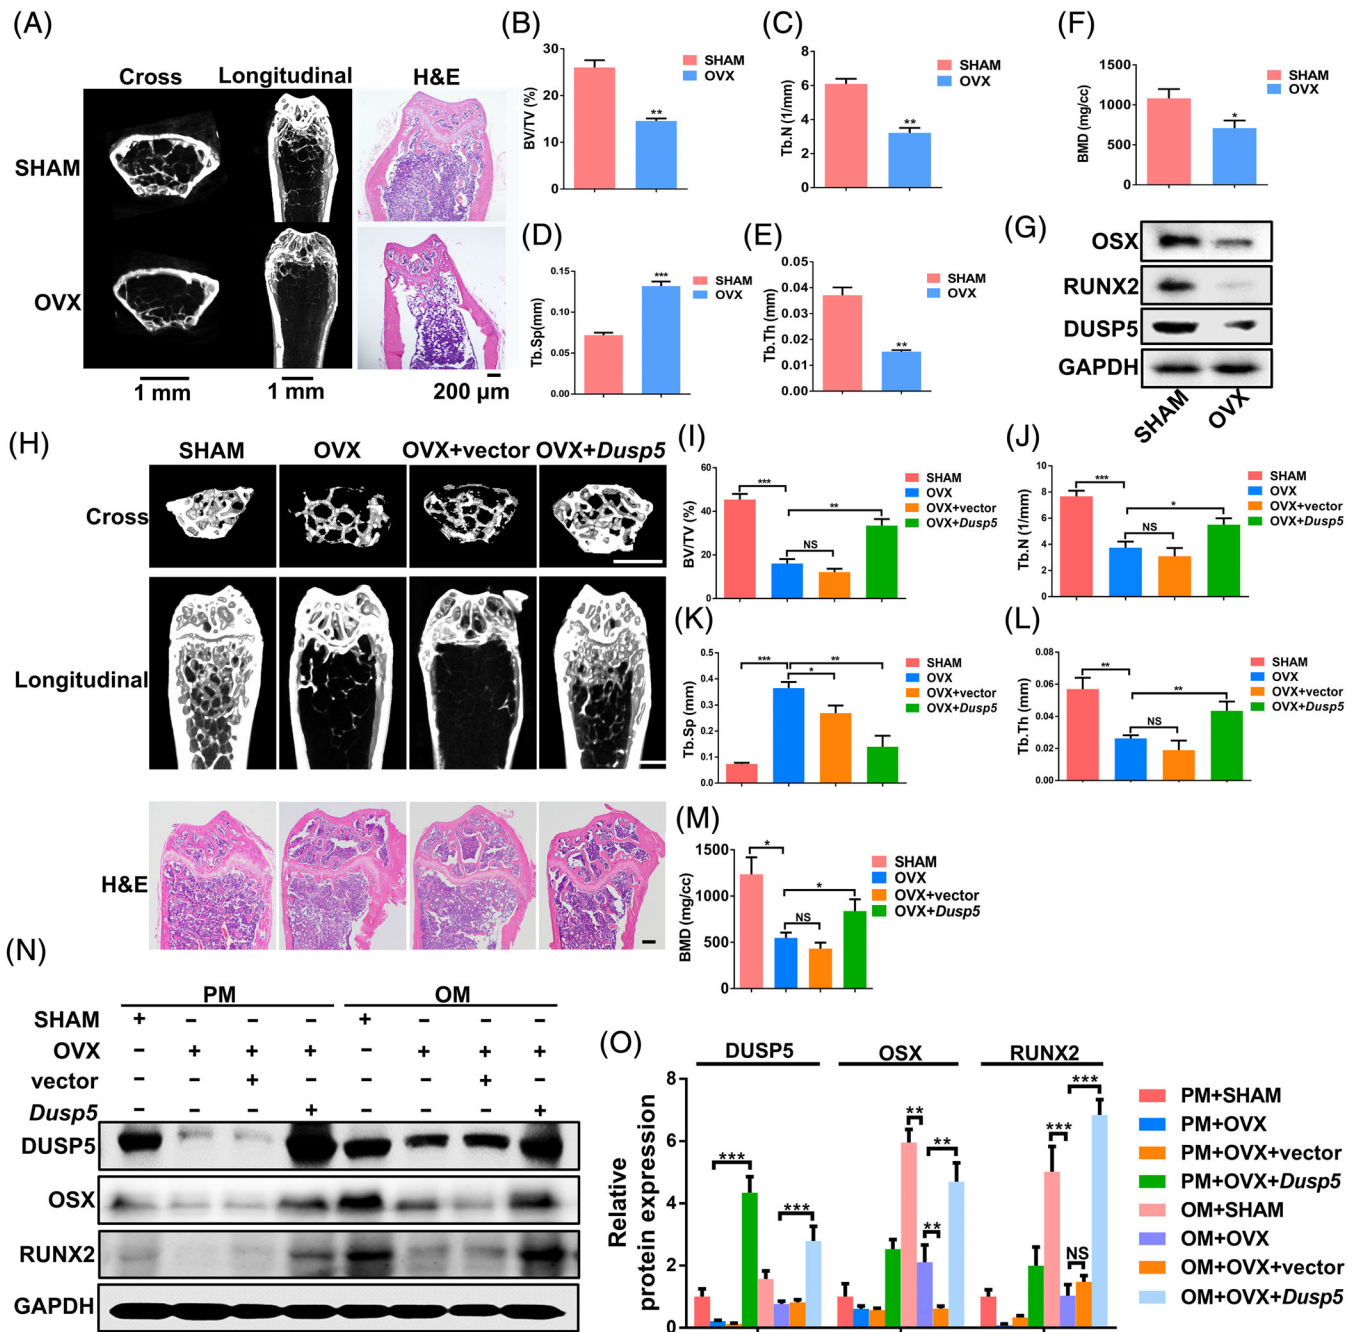 (A)
Cross Longitudinal H&E
SHAM
OVX
1 mm 1 mm 200 µm
(B)
30
20
10
0
BV/TV (%)
**
SHAM
OVX
(C)
8
6
4
2
0
Tb.N (1/mm)
**
SHAM
OVX
(F)
1500
1000
500
0
BMD (mg/cc)
*
SHAM
OVX
(D)
0.15
0.10
0.05
0.00
Tb.Sp(mm)
***
SHAM
OVX
(E)
0.05
0.04
0.03
0.02
0.01
0.00
Tb.Th (mm)
**
SHAM
OVX
(G)
OSX
RUNX2
DUSP5
GAPDH
SHAM OVX
(H)
SHAM OVX OVX+vector OVX+Dusp5
Cross
Longitudinal
H&E
(I)
60
40
20
0
BV/TV (%)
***
**
NS
SHAM
OVX
OVX+vector
OVX+Dusp5
(J)
10
8
6
4
2
0
Tb.N (1/mm)
***
*
NS
SHAM
OVX
OVX+vector
OVX+Dusp5
(K)
0.5
0.4
0.3
0.2
0.1
0.0
Tb.Sp (mm)
*** **
*
SHAM
OVX
OVX+vector
OVX+Dusp5
(L)
0.08
0.06
0.04
0.02
0.00
Tb.Th (mm)
**
**
NS
SHAM
OVX
OVX+vector
OVX+Dusp5
(M)
1500
1000
500
0
BMD (mg/cc)
*
*
NS
SHAM
OVX
OVX+vector
OVX+Dusp5
(N)
PM OM
SHAM + − − − + − − −
OVX − + + + − + + +
vector − − + − − − + −
Dusp5 − − − + − − − +
DUSP5
OSX
RUNX2
GAPDH
(O)
DUSP5 OSX RUNX2
8
6
4
2
0
Relative
protein expression
***
***
**
**
**
***
***
NS
PM+SHAM
PM+OVX
PM+OVX+vector
PM+OVX+Dusp5
OM+SHAM
OM+OVX
OM+OVX+vector
OM+OVX+Dusp5